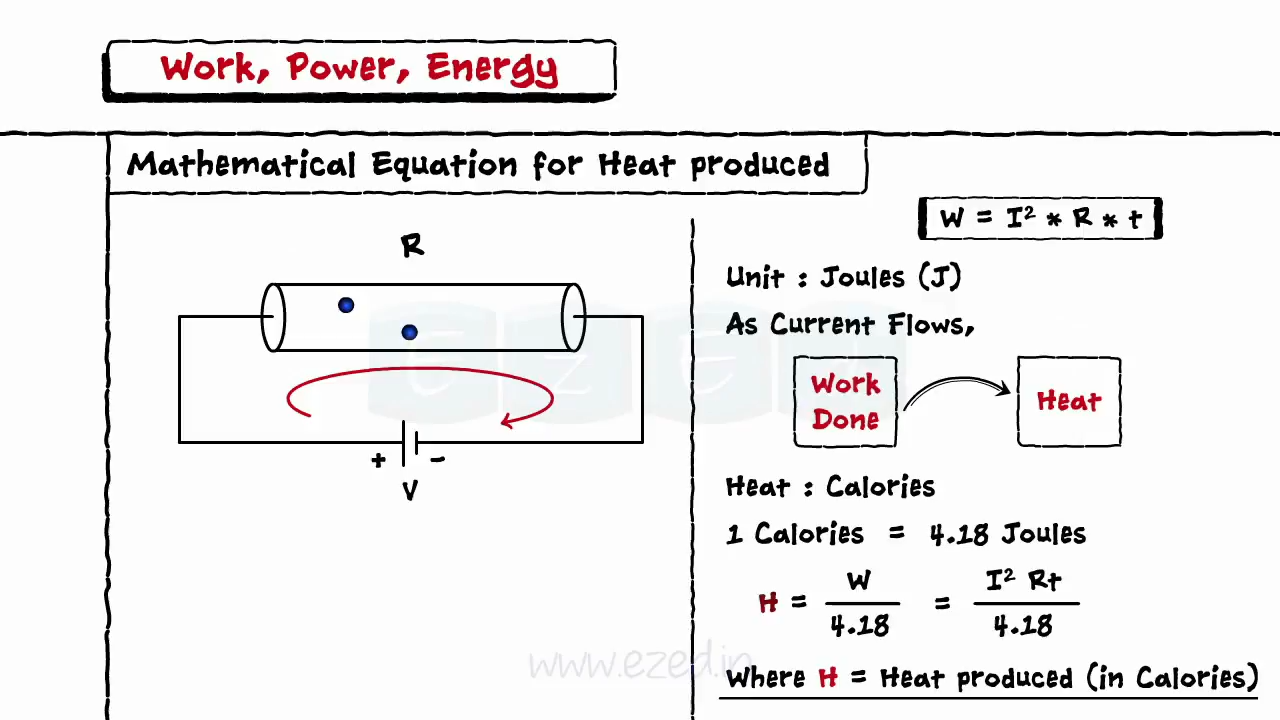 Work, Power, Energy
Mathematical Equation for Heat produced
R
+ -
V
W = I² * R * t
Unit : Joules (J)
As Current Flows,
Work
Done
Heat
Heat : Calories
1 Calories = 4.18 Joules
H = W / 4.18 = I² Rt / 4.18
Where H = Heat produced (in Calories)
EZED
www.ezed.in